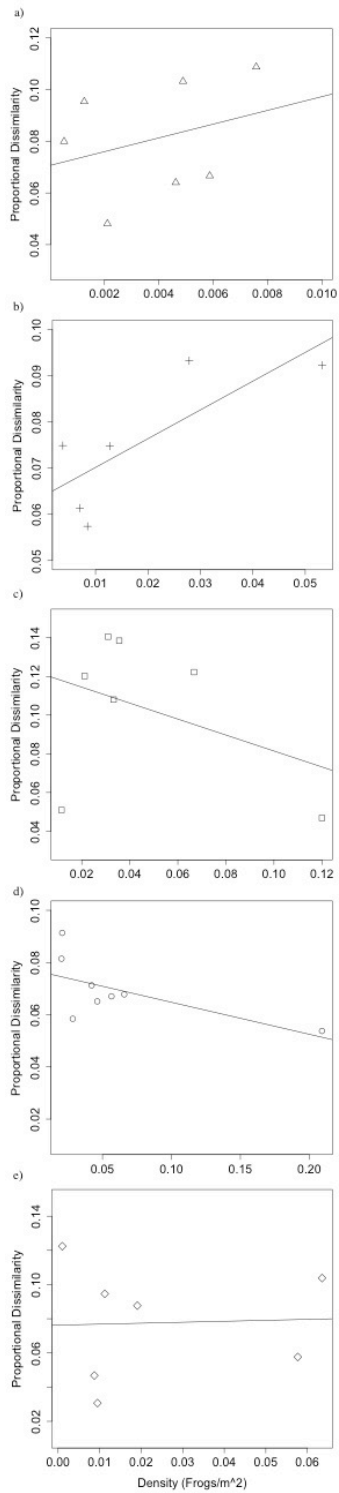 a)
Proportional Dissimilarity
0.04 0.06 0.08 0.10 0.12
0.002 0.004 0.006 0.008 0.010
b)
Proportional Dissimilarity
0.05 0.06 0.07 0.08 0.09 0.10
0.01 0.02 0.03 0.04 0.05
c)
Proportional Dissimilarity
0.04 0.06 0.08 0.10 0.12 0.14
0.02 0.04 0.06 0.08 0.10 0.12
d)
Proportional Dissimilarity
0.02 0.04 0.06 0.08 0.10
0.05 0.10 0.15 0.20
e)
Proportional Dissimilarity
0.02 0.06 0.10 0.14
0.00 0.01 0.02 0.03 0.04 0.05 0.06
Density (Frogs/m^2)